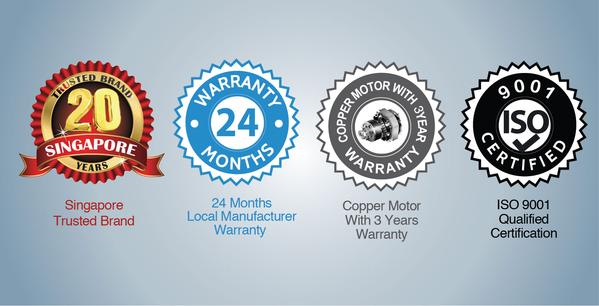 TRUSTED BRAND
20
SINGAPORE
YEARS
Singapore
Trusted Brand
WARRANTY
24
MONTHS
24 Months
Local Manufacturer
Warranty
COPPER MOTOR WITH 3YEAR
WARRANTY
Copper Motor
With 3 Years
Warranty
9001
ISO
CERTIFIED
ISO 9001
Qualified
Certification